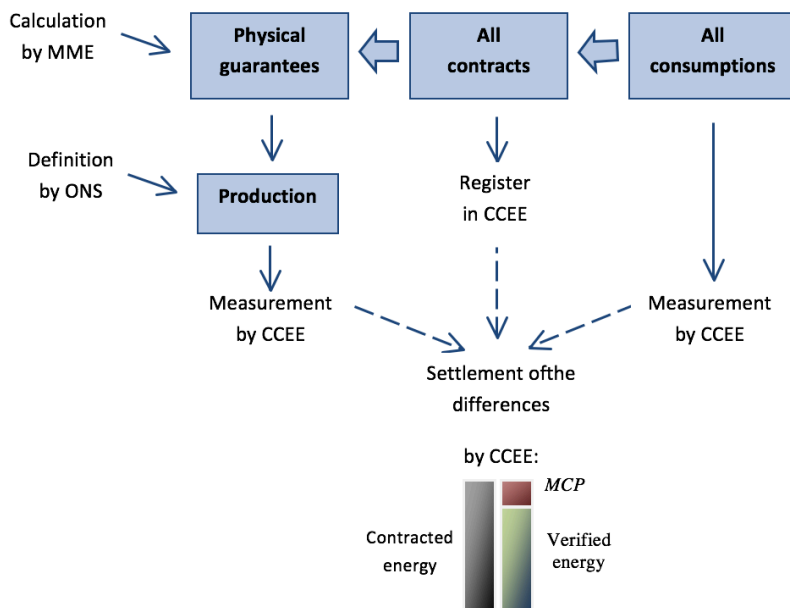 Calculation
by MME
Physical
guarantees
All
contracts
All
consumptions
Definition
by ONS
Production
Register
in CCEE
Measurement
by CCEE
Measurement
by CCEE
Settlement ofthe
differences
by CCEE:
MCP
Contracted
energy
Verified
energy